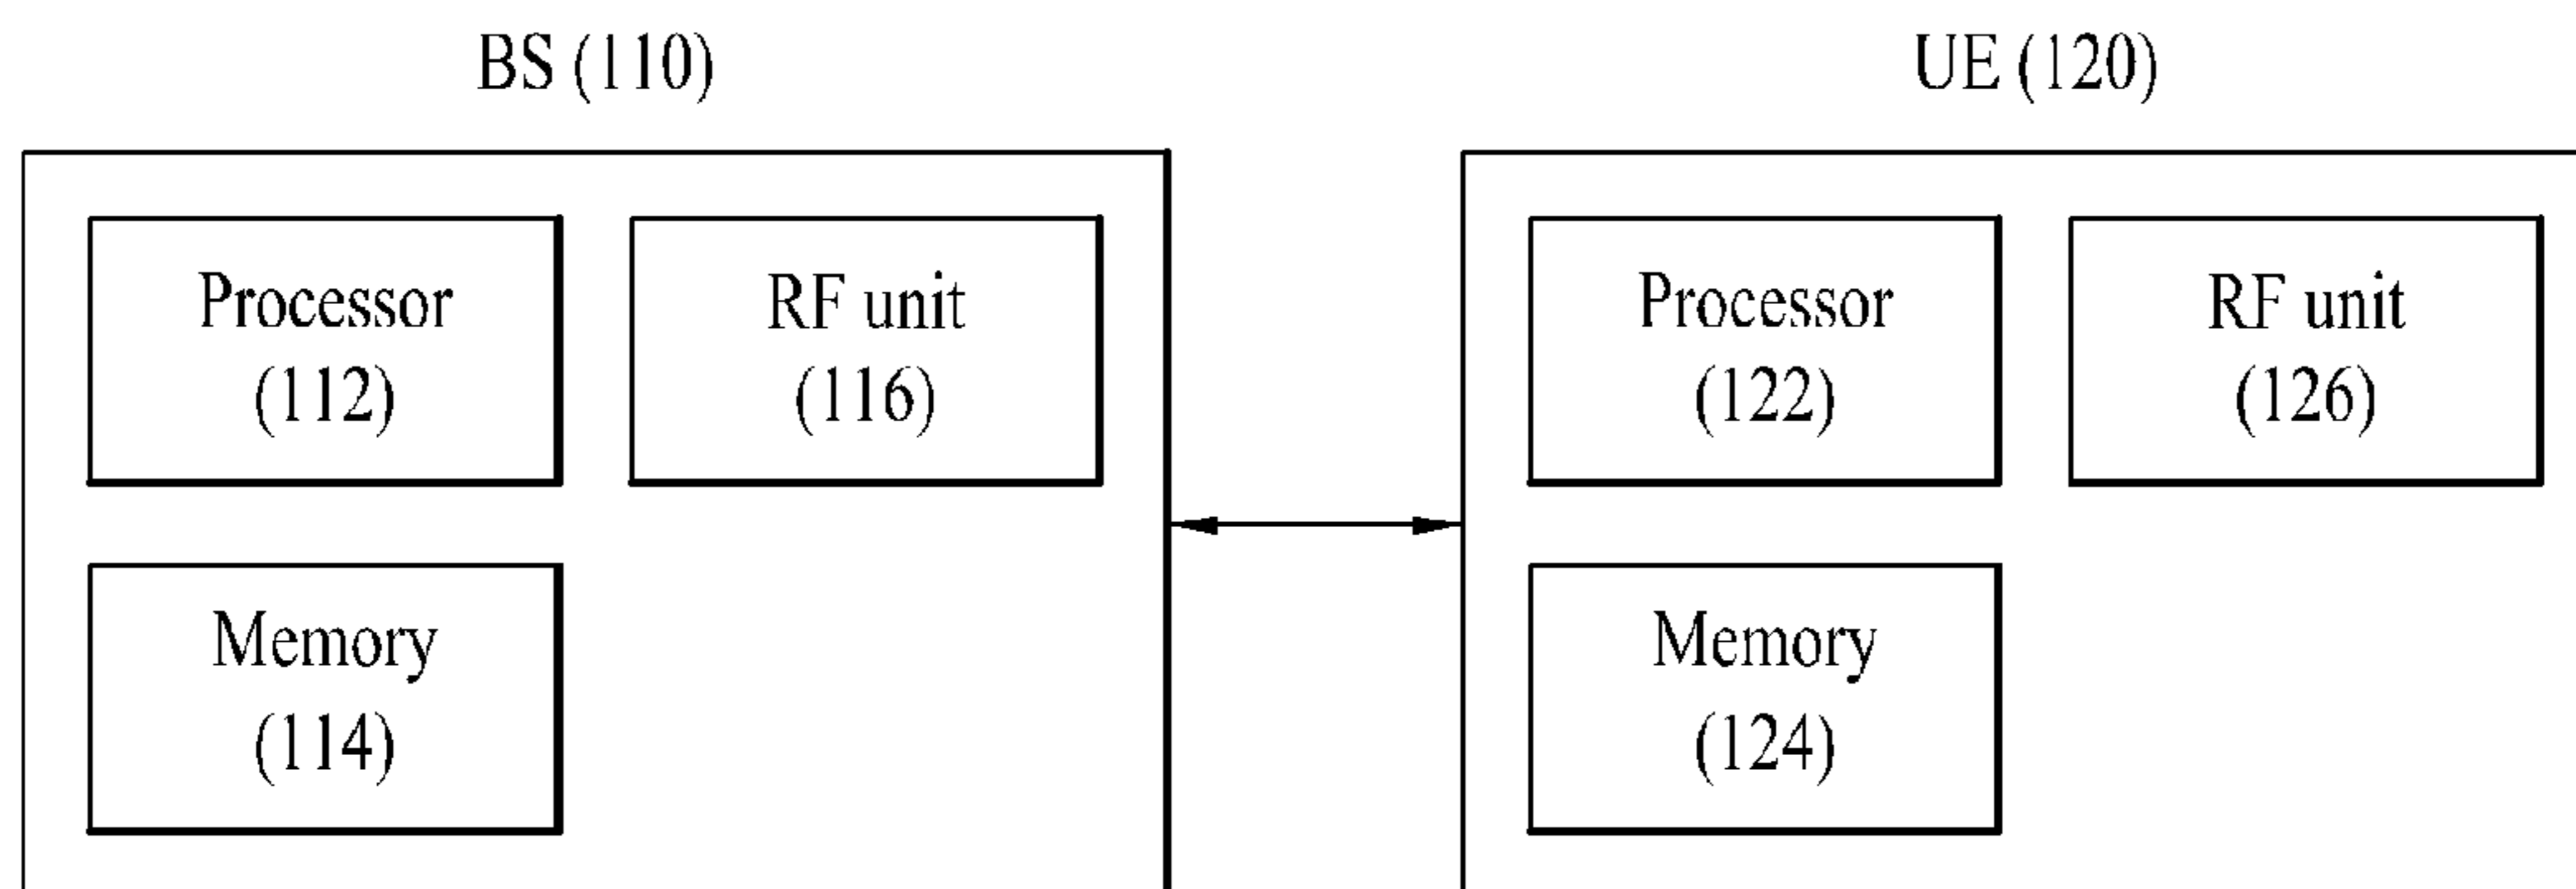 BS (110)
UE (120)
Processor
(112)
RF unit
(116)
Memory
(114)
Processor
(122)
RF unit
(126)
Memory
(124)